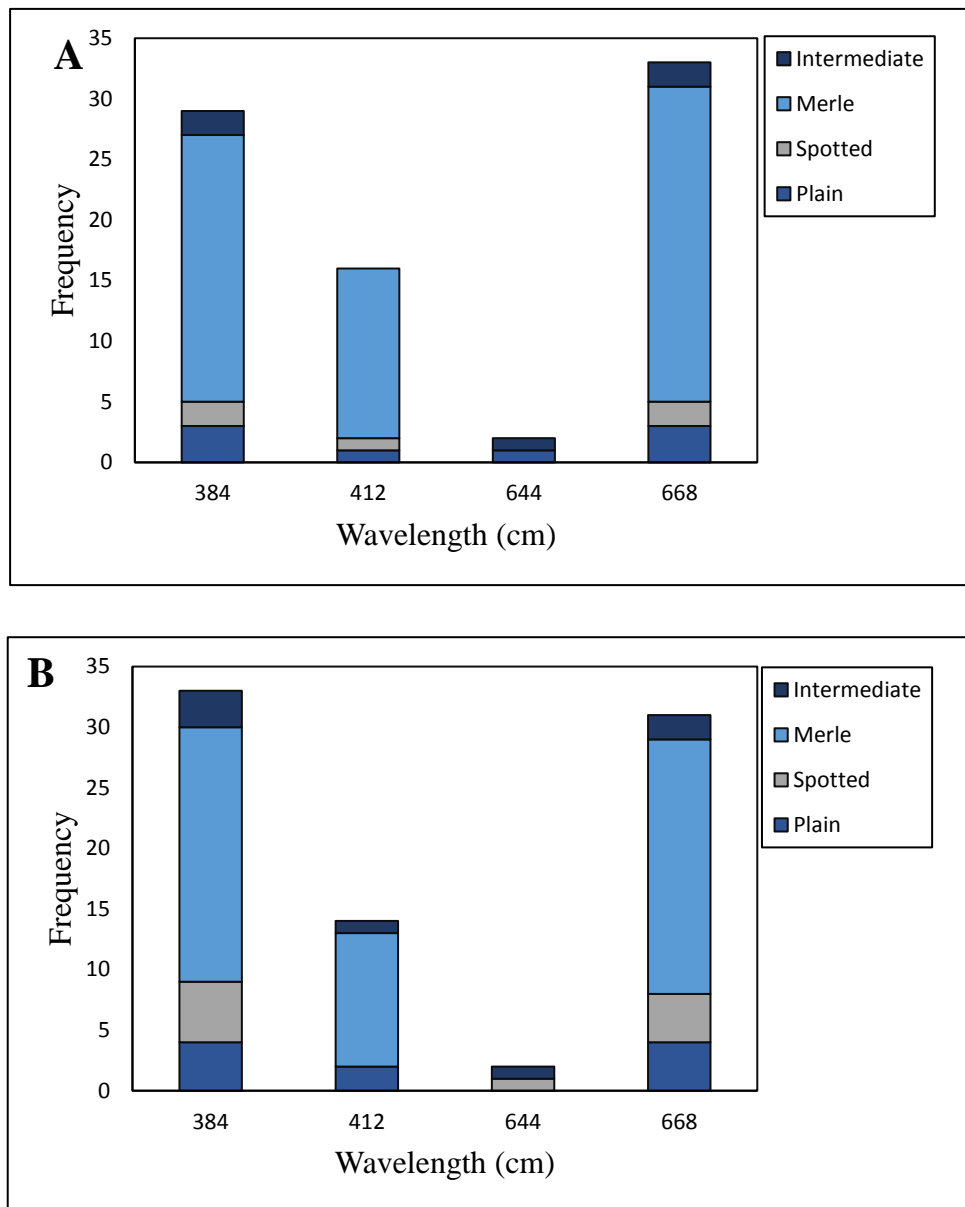 A
35
30
25
20
15
10
5
0
Frequency
384 412 644 668
Wavelength (cm)
Intermediate
Merle
Spotted
Plain
B
35
30
25
20
15
10
5
0
Frequency
384 412 644 668
Wavelength (cm)
Intermediate
Merle
Spotted
Plain